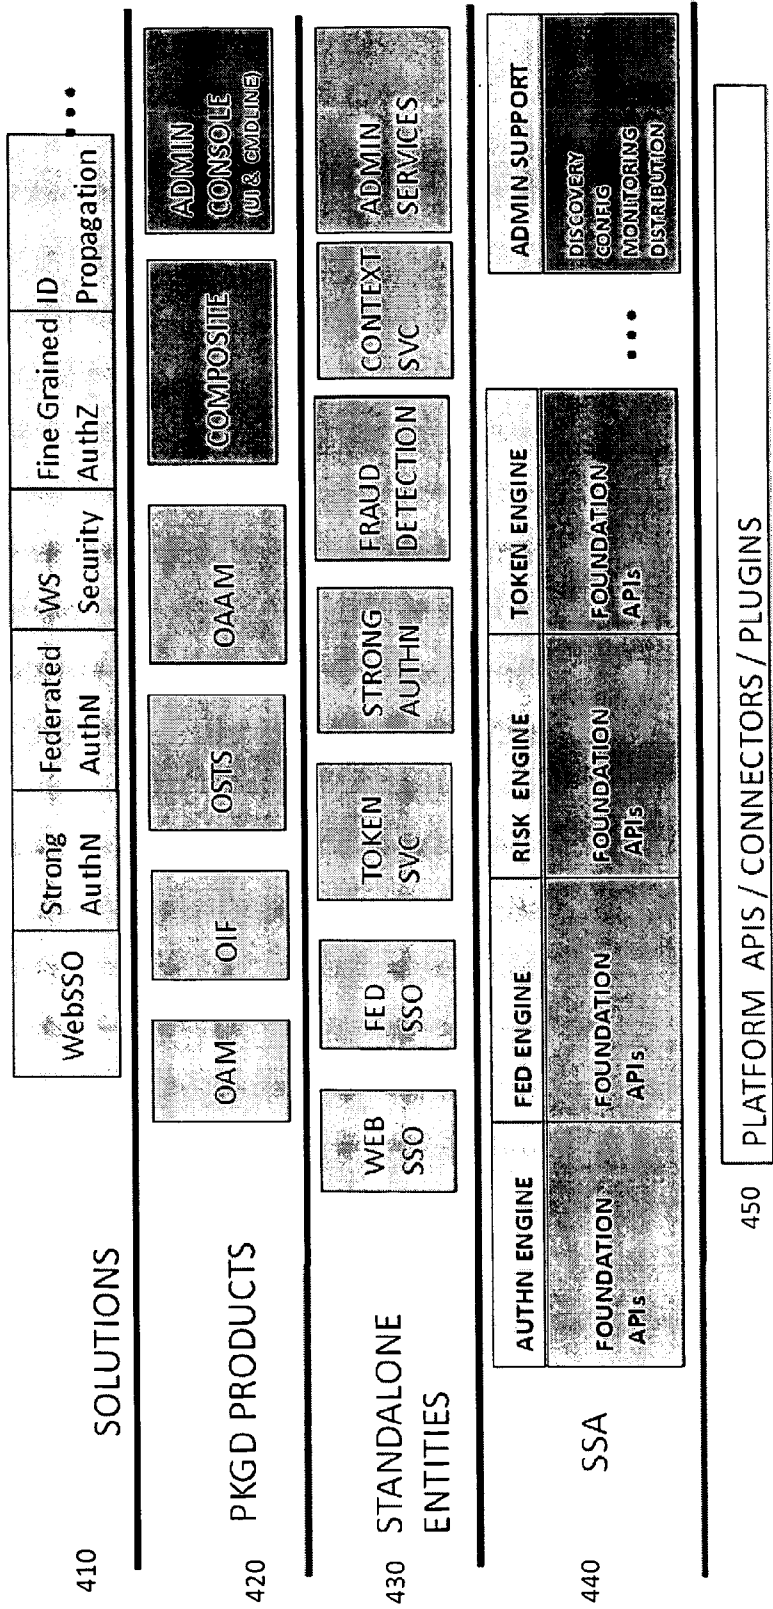 410
SOLUTIONS
WebSSO
Strong
AuthN
Federated
AuthN
WS
Security
Fine Grained
AuthZ
ID
Propagation
...
420
PKGD PRODUCTS
OAM
OIF
OSTS
OAAM
COMPOSITE
ADMIN
CONSOLE
(UI & CMDLINE)
430
STANDALONE
ENTITIES
WEB
SSO
FED
SSO
TOKEN
SVC
STRONG
AUTHN
FRAUD
DETECTION
CONTEXT
SVC
ADMIN
SERVICES
440
SSA
AUTHN ENGINE
FOUNDATION
APIs
FED ENGINE
FOUNDATION
APIs
RISK ENGINE
FOUNDATION
APIs
TOKEN ENGINE
FOUNDATION
APIs
...
ADMIN SUPPORT
DISCOVERY
CONFIG
MONITORING
DISTRIBUTION
450
PLATFORM APIS / CONNECTORS / PLUGINS